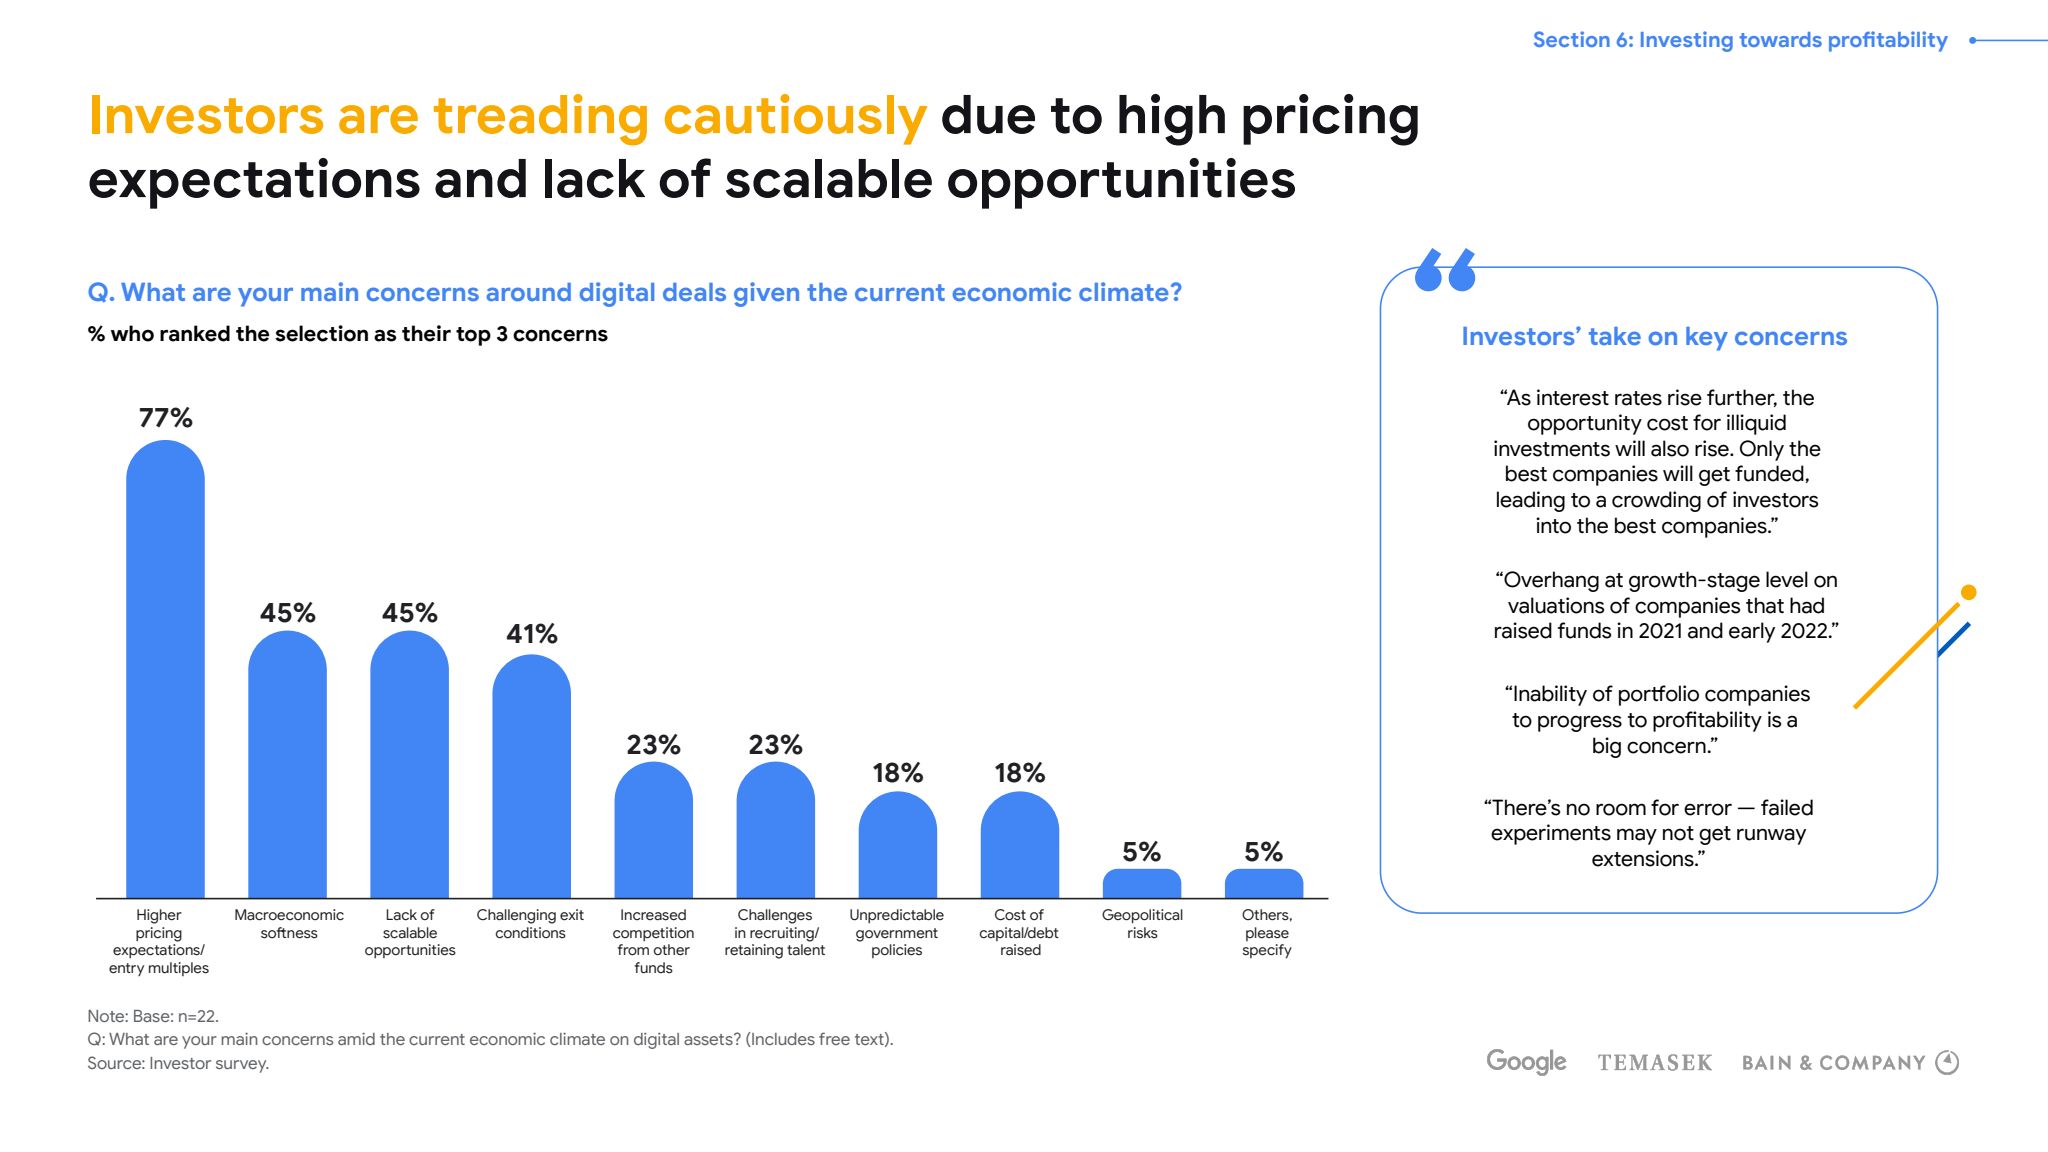 Section 6: Investing towards profitability
Investors are treading cautiously due to high pricing
expectations and lack of scalable opportunities
Q. What are your main concerns around digital deals given the current economic climate?
% who ranked the selection as their top 3 concerns
77%
45%
45%
41%
23%
23%
18%
18%
5%
5%
Higher
pricing
expectations/
entry multiples
Macroeconomic
softness
Lack of
scalable
opportunities
Challenging exit
conditions
Increased
competition
from other
funds
Challenges
in recruiting/
retaining talent
Unpredictable
government
policies
Cost of
capital/debt
raised
Geopolitical
risks
Others,
please
specify
Investors’ take on key concerns
“As interest rates rise further, the
opportunity cost for illiquid
investments will also rise. Only the
best companies will get funded,
leading to a crowding of investors
into the best companies.”
“Overhang at growth-stage level on
valuations of companies that had
raised funds in 2021 and early 2022.”
“Inability of portfolio companies
to progress to profitability is a
big concern.”
“There’s no room for error — failed
experiments may not get runway
extensions.”
Note: Base: n=22.
Q: What are your main concerns amid the current economic climate on digital assets? (Includes free text).
Source: Investor survey.
Google TEMASEK BAIN & COMPANY